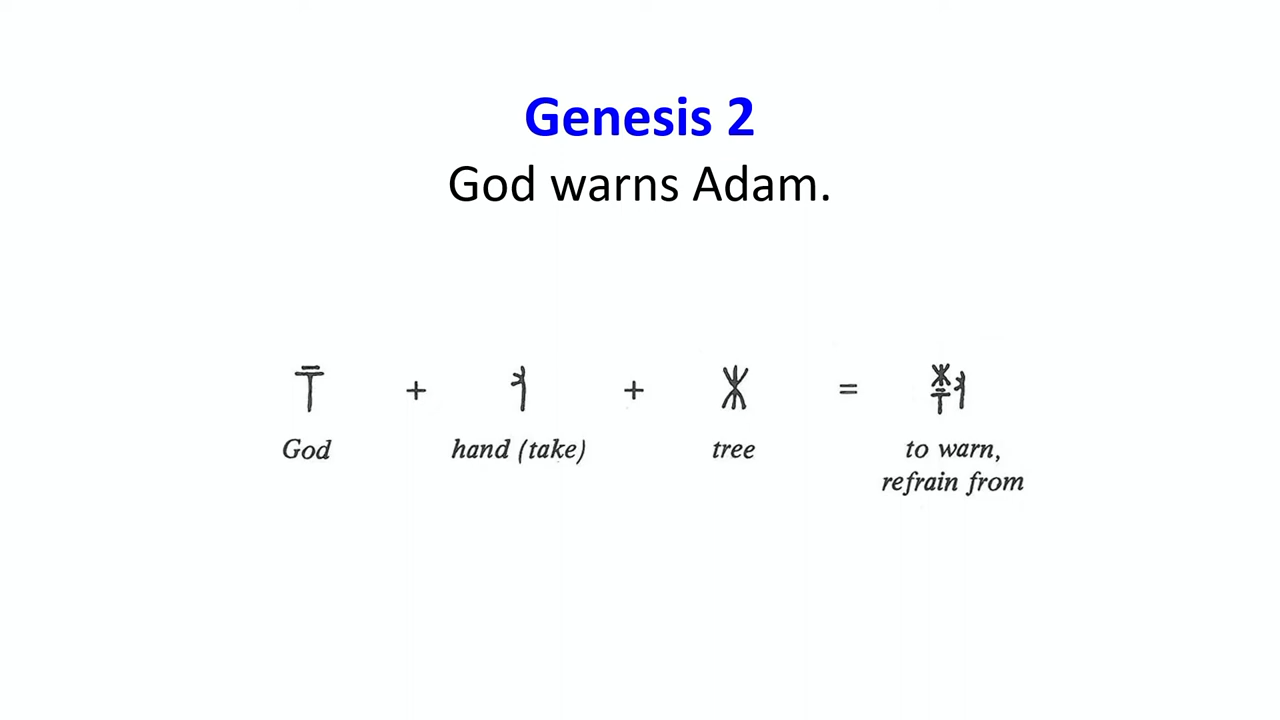 Genesis 2
God warns Adam.
+ + =
God hand (take) tree to warn,
refrain from